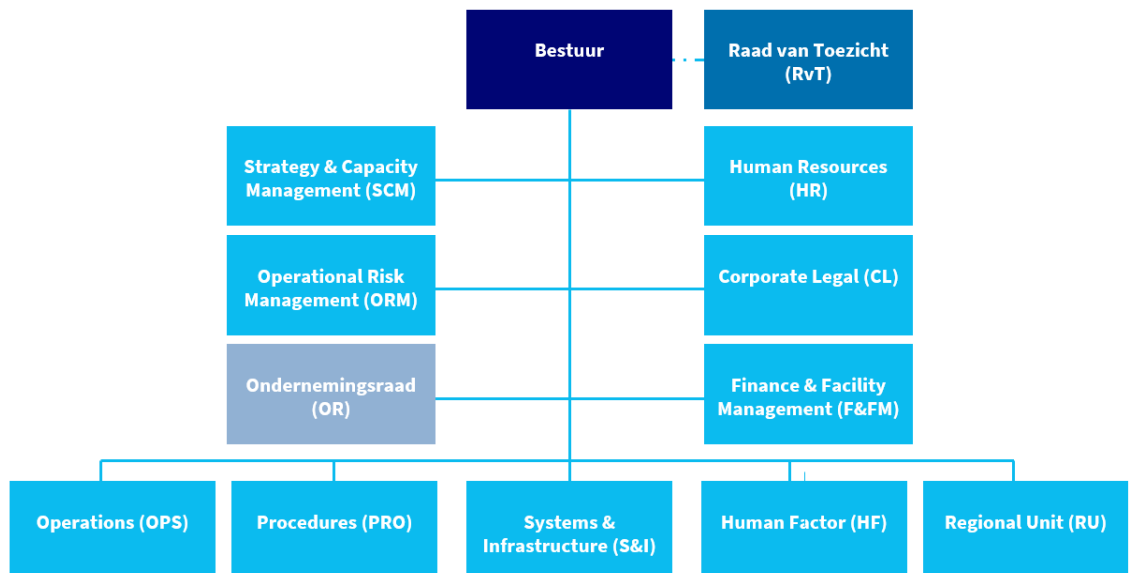 Bestuur
Raad van Toezicht
(RvT)
Strategy & Capacity
Management (SCM)
Human Resources
(HR)
Operational Risk
Management (ORM)
Corporate Legal (CL)
Ondernemingsraad
(OR)
Finance & Facility
Management (F&FM)
Operations (OPS)
Procedures (PRO)
Systems &
Infrastructure (S&I)
Human Factor (HF)
Regional Unit (RU)